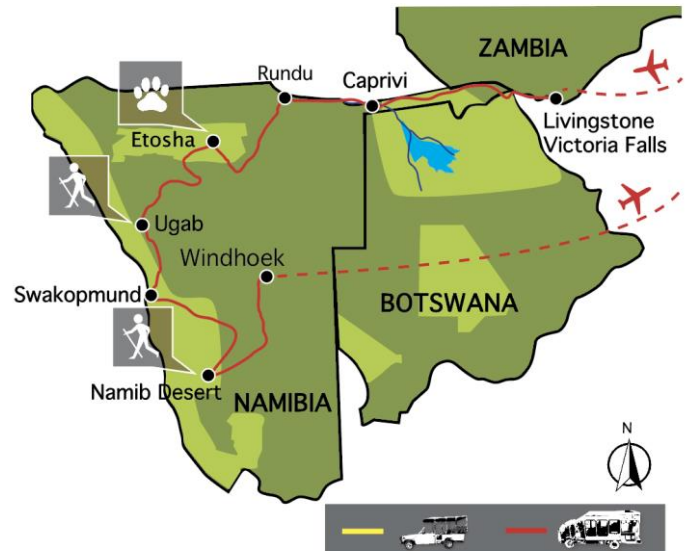 ZAMBIA
Rundu
Caprivi
Livingstone
Victoria Falls
Etosha
Ugab
Windhoek
Swakopmund
BOTSWANA
Namib Desert
NAMIBIA
N